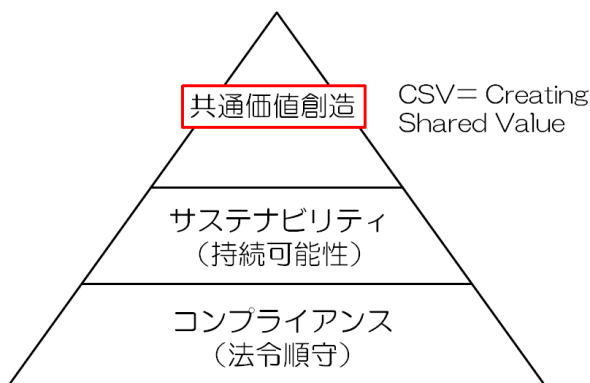 共通価値創造
CSV＝ Creating
Shared Value
サステナビリティ
（持続可能性）
コンプライアンス
（法令順守）